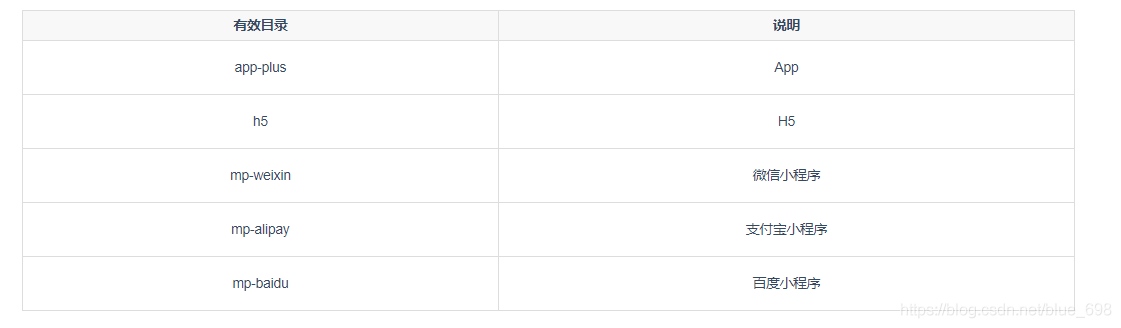 有效目录 说明
app-plus App
h5 H5
mp-weixin 微信小程序
mp-alipay 支付宝小程序
mp-baidu 百度小程序
https://blog.csdn.net/blue_698